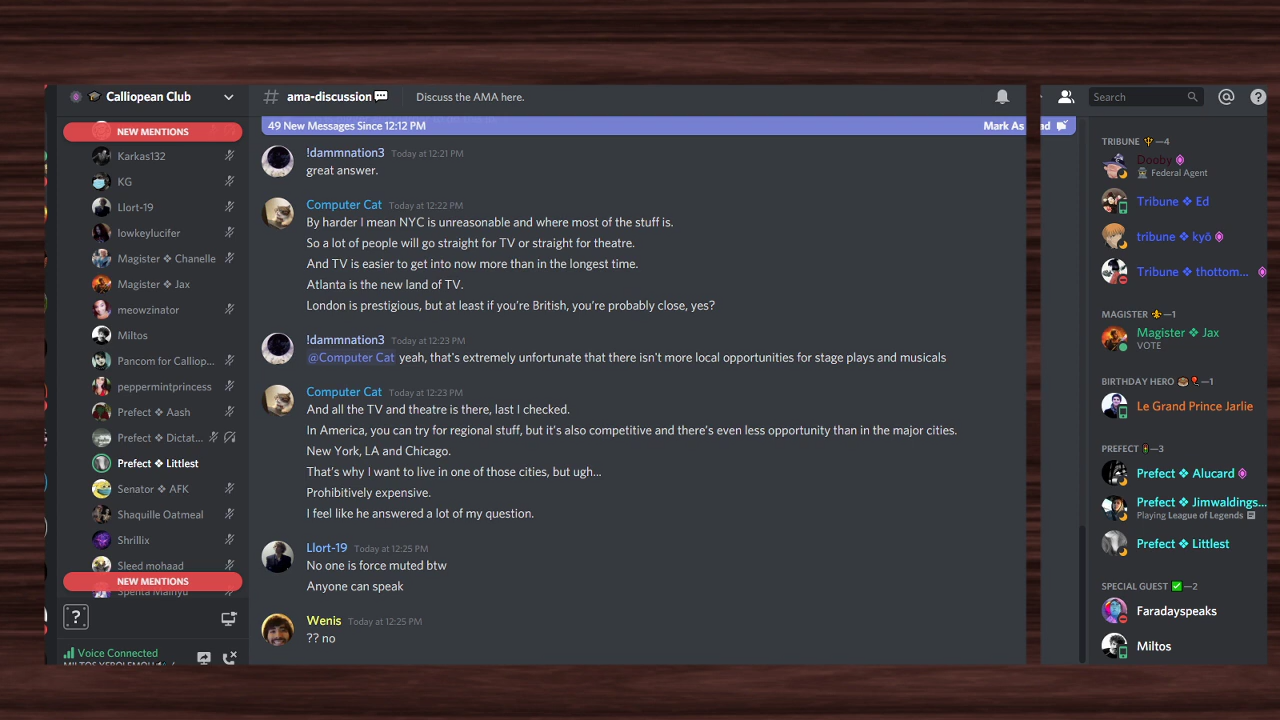 Calliopean Club
NEW MENTIONS
Karkas132
KG
Llort-19
lowkeylucifer
Magister ❖ Chanelle
Magister ❖ Jax
meowzinator
Miltos
Pancom for Calliop...
peppermintprincess
Prefect ❖ Aash
Prefect ❖ Dictat...
Prefect ❖ Littlest
Senator ❖ AFK
Shaquille Oatmeal
Shrillix
Sleed mohaad
NEW MENTIONS
Voice Connected
# ama-discussion💬
Discuss the AMA here.
49 New Messages Since 12:12 PM
Mark As
ad
!dammnation3 Today at 12:21 PM
great answer.
Computer Cat Today at 12:22 PM
By harder I mean NYC is unreasonable and where most of the stuff is.
So a lot of people will go straight for TV or straight for theatre.
And TV is easier to get into now more than in the longest time.
Atlanta is the new land of TV.
London is prestigious, but at least if you're British, you're probably close, yes?
!dammnation3 Today at 12:23 PM
@Computer Cat yeah, that's extremely unfortunate that there isn't more local opportunities for stage plays and musicals
Computer Cat Today at 12:23 PM
And all the TV and theatre is there, last I checked.
In America, you can try for regional stuff, but it's also competitive and there's even less opportunity than in the major cities.
New York, LA and Chicago.
That's why I want to live in one of those cities, but ugh...
Prohibitively expensive.
I feel like he answered a lot of my question.
Llort-19 Today at 12:25 PM
No one is force muted btw
Anyone can speak
Wenis Today at 12:25 PM
?? no
Search
TRIBUNE 🔱—4
Dooby
Federal Agent
Tribune ❖ Ed
tribune ❖ kyō
Tribune ❖ thottom...
MAGISTER ⚜—1
Magister ❖ Jax
VOTE
BIRTHDAY HERO —1
Le Grand Prince Jarlie
PREFECT —3
Prefect ❖ Alucard
Prefect ❖ Jimwaldings...
Playing League of Legends
Prefect ❖ Littlest
SPECIAL GUEST ✅—2
Faradayspeaks
Miltos